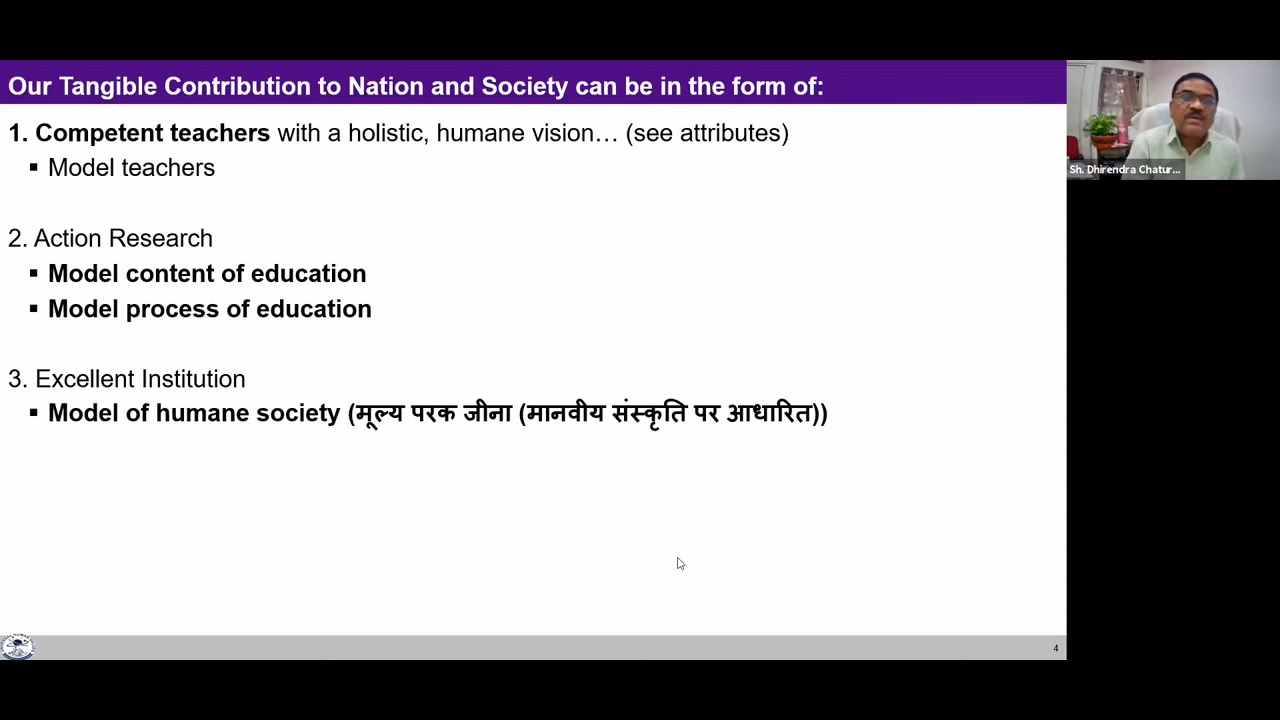 Our Tangible Contribution to Nation and Society can be in the form of:
1. Competent teachers with a holistic, humane vision… (see attributes)
▪ Model teachers
2. Action Research
▪ Model content of education
▪ Model process of education
3. Excellent Institution
▪ Model of humane society (मूल्य परक जीना (मानवीय संस्कृति पर आधारित))
Sh. Dhirendra Chatur...
4